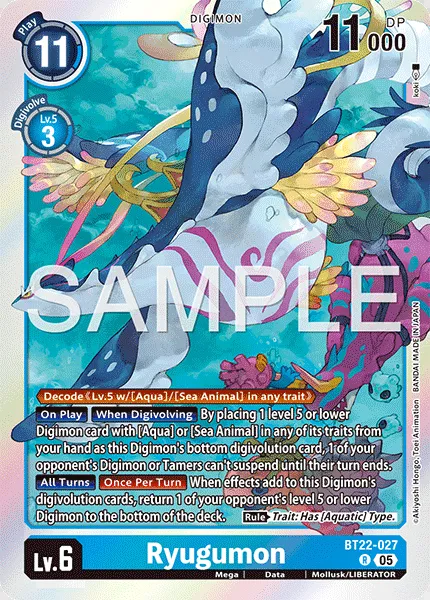 Play
11
DIGIMON
11000
DP
Digivolve
Lv.5
3
koki
SAMPLE
Decode《Lv.5 w/[Aqua]/[Sea Animal] in any trait》
On Play When Digivolving By placing 1 level 5 or lower
Digimon card with [Aqua] or [Sea Animal] in any of its traits from
your hand as this Digimon's bottom digivolution card, 1 of your
opponent's Digimon or Tamers can't suspend until their turn ends.
All Turns Once Per Turn When effects add to this Digimon's
digivolution cards, return 1 of your opponent's level 5 or lower
Digimon to the bottom of the deck. Rule Trait: Has [Aquatic] Type.
©Akiyoshi Hongo, Toei Animation BANDAI MADE IN JAPAN
Lv.6
Ryugumon
BT22-027
R 05
Mega Data Mollusk/LIBERATOR